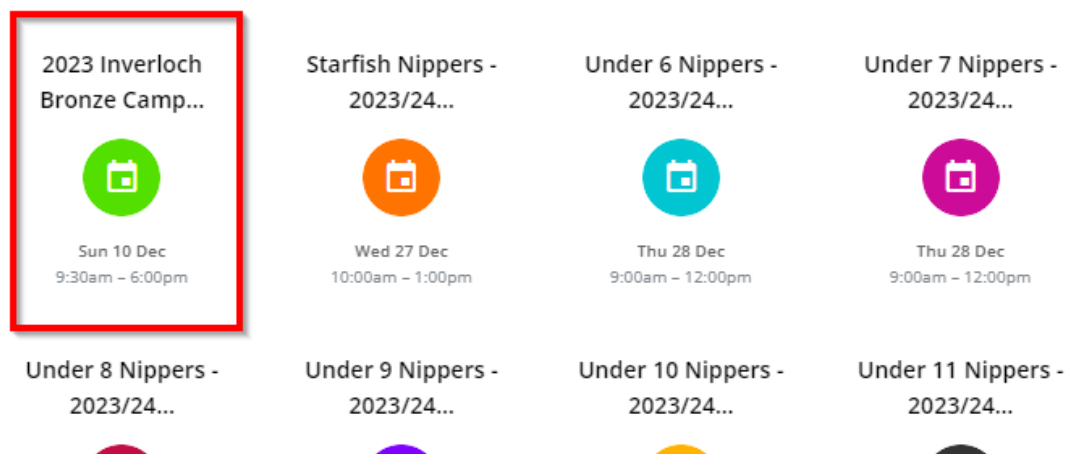 2023 Inverloch
Bronze Camp...
Sun 10 Dec
9:30am – 6:00pm
Starfish Nippers -
2023/24...
Wed 27 Dec
10:00am – 1:00pm
Under 6 Nippers -
2023/24...
Thu 28 Dec
9:00am – 12:00pm
Under 7 Nippers -
2023/24...
Thu 28 Dec
9:00am – 12:00pm
Under 8 Nippers -
2023/24...
Under 9 Nippers -
2023/24...
Under 10 Nippers -
2023/24...
Under 11 Nippers -
2023/24...